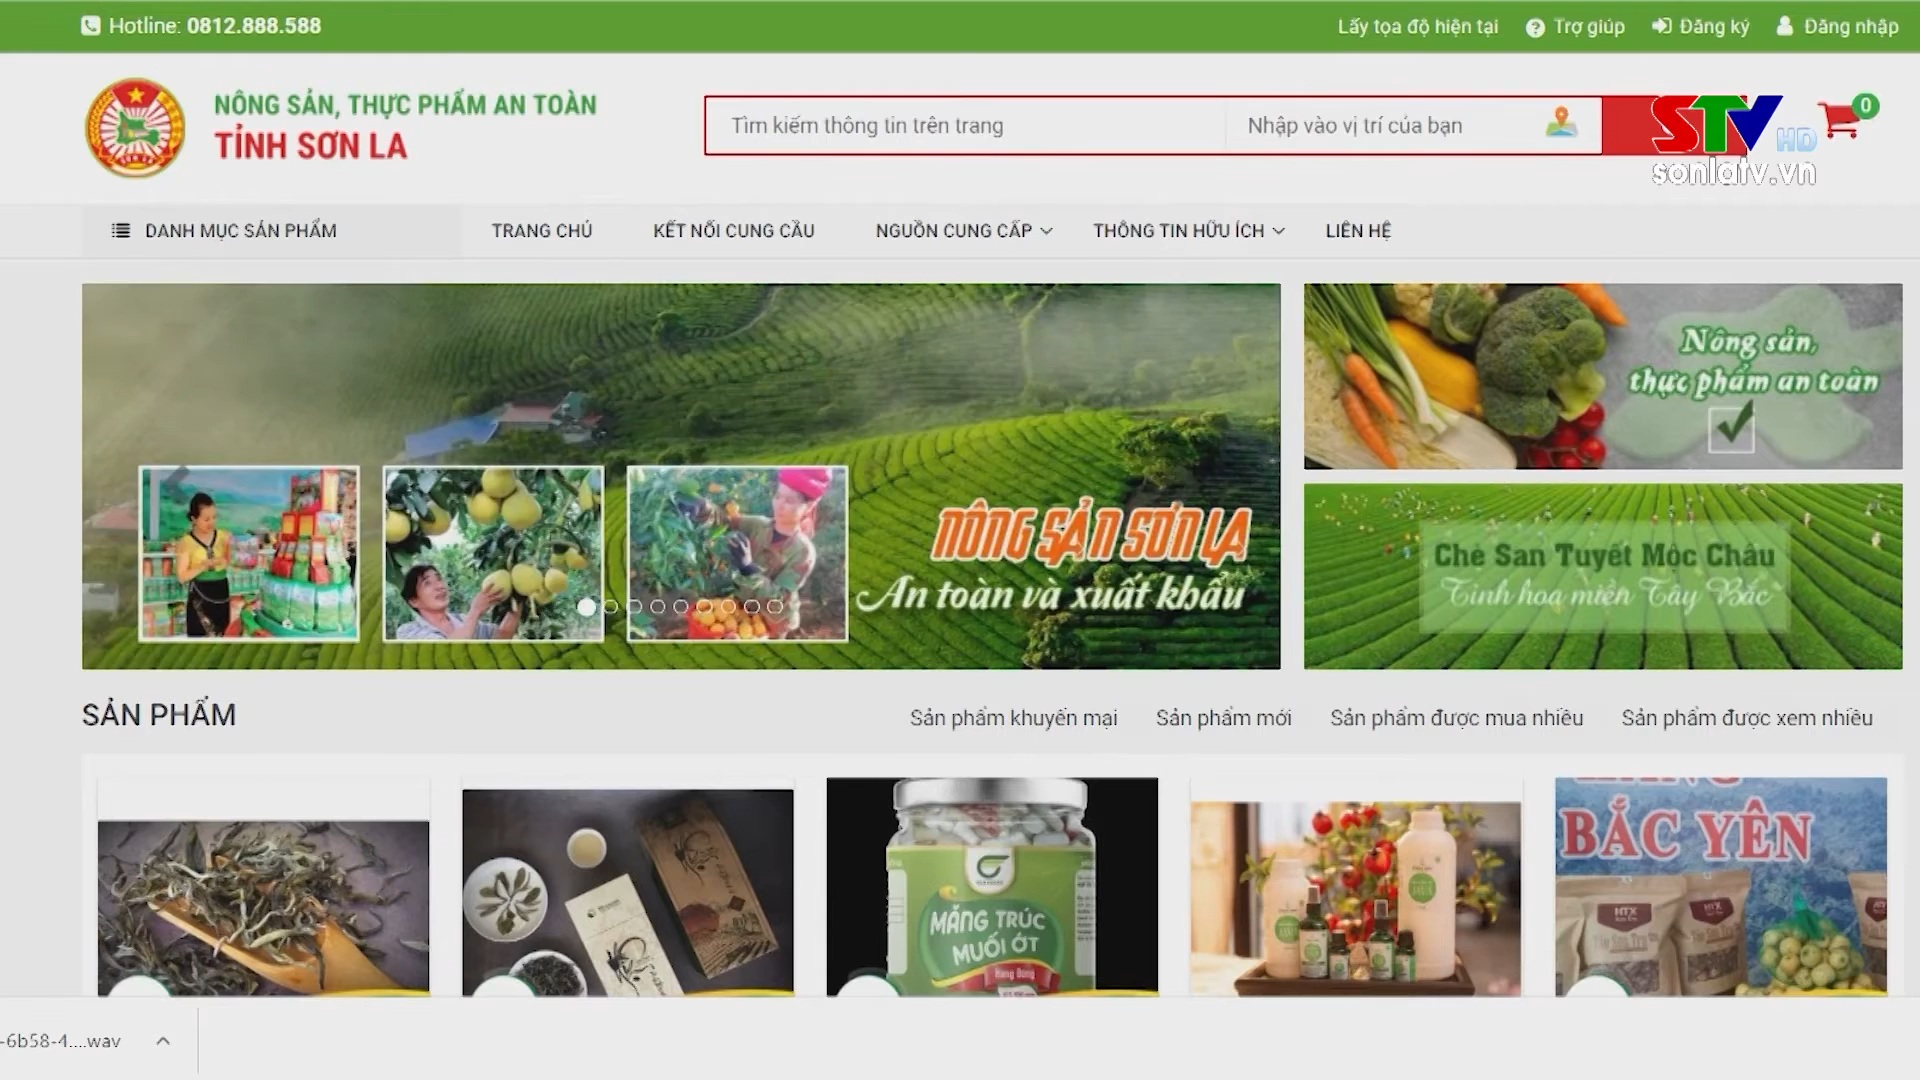 Hotline: 0812.888.588
Lấy tọa độ hiện tại
Trợ giúp
Đăng ký
Đăng nhập
NÔNG SẢN, THỰC PHẨM AN TOÀN
TỈNH SƠN LA
Tìm kiếm thông tin trên trang
Nhập vào vị trí của bạn
STV HD
sonlatv.vn
0
DANH MỤC SẢN PHẨM
TRANG CHỦ
KẾT NỐI CUNG CẦU
NGUỒN CUNG CẤP
THÔNG TIN HỮU ÍCH
LIÊN HỆ
NÔNG SẢN SƠN LA
An toàn và xuất khẩu
Nông sản,
thực phẩm an toàn
Chè San Tuyết Mộc Châu
Tinh hoa miền Tây Bắc
SẢN PHẨM
Sản phẩm khuyến mại
Sản phẩm mới
Sản phẩm được mua nhiều
Sản phẩm được xem nhiều
MĂNG TRÚC
MUỐI ỚT
BẮC YÊN
HTX
-6b58-4....wav